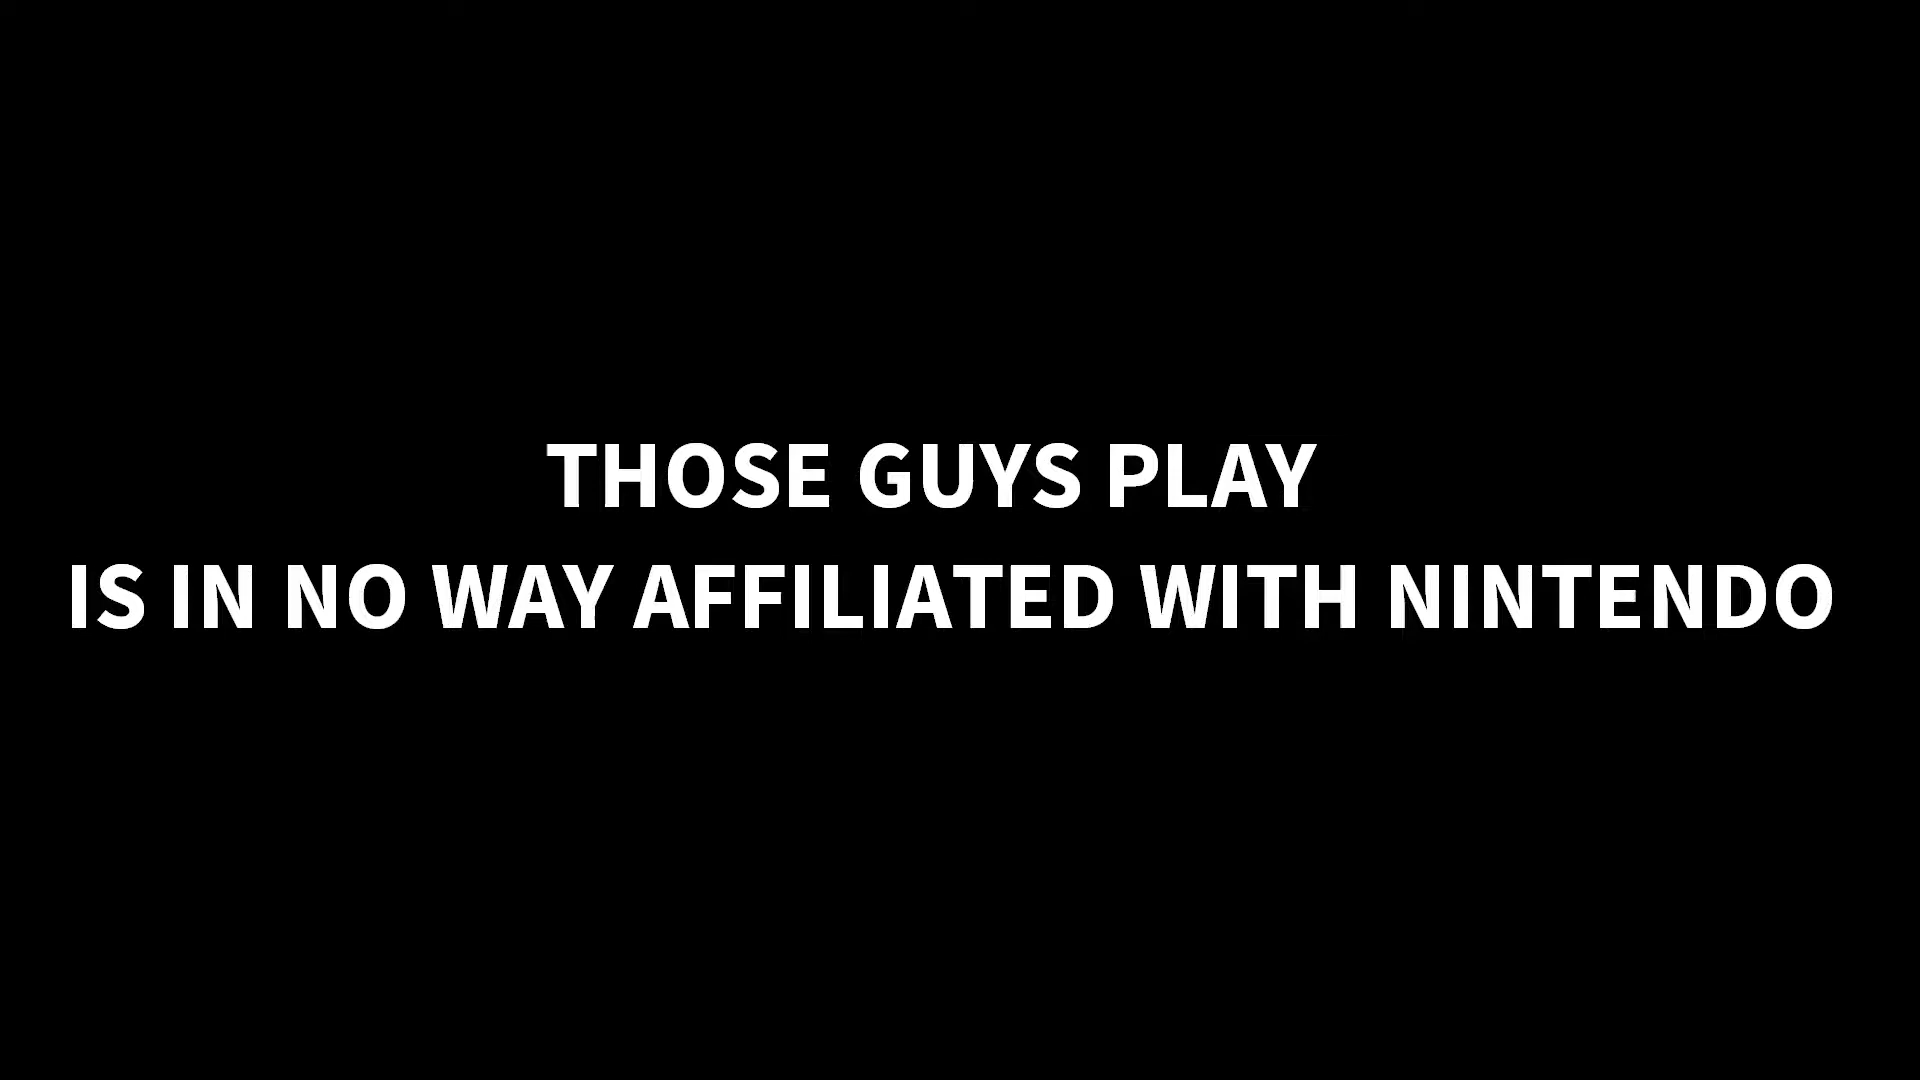 THOSE GUYS PLAY
IS IN NO WAY AFFILIATED WITH NINTENDO